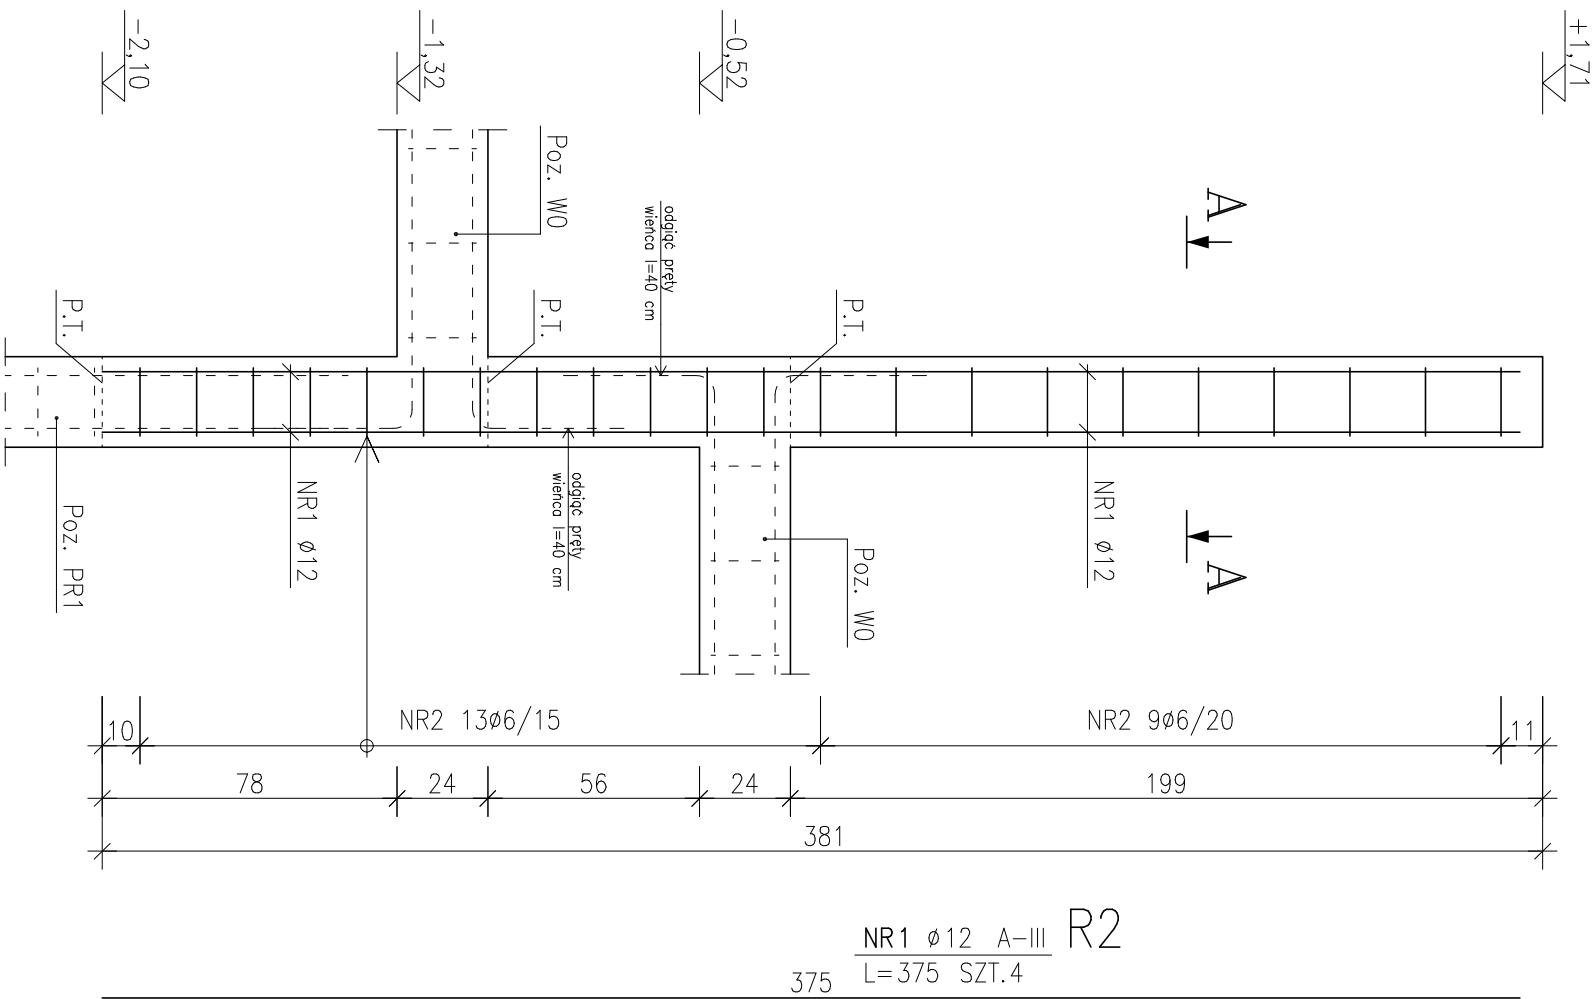 -2,10
-1,32
-0,52
+1,71
Poz. W0
A
odgiąć pręty
wieńca l=40 cm
P.T.
P.T.
P.T.
NR1 ø12
odgiąć pręty
wieńca l=40 cm
NR1 ø12
A
Poz. PR1
Poz. W0
10
NR2 13ø6/15
NR2 9ø6/20
11
78
24
56
24
199
381
NR1 ø12 A-III
R2
L=375 SZT.4
375